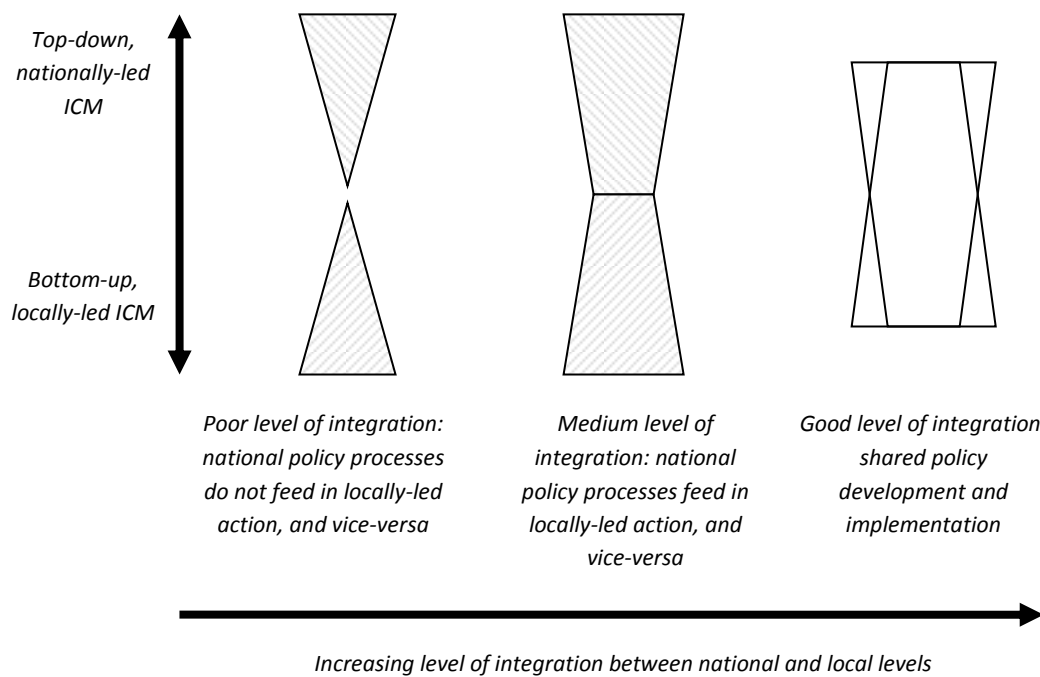 Top-down,
nationally-led
ICM
Bottom-up,
locally-led ICM
Poor level of integration:
national policy processes
do not feed in locally-led
action, and vice-versa
Medium level of
integration: national
policy processes feed in
locally-led action, and
vice-versa
Good level of integration
shared policy
development and
implementation
Increasing level of integration between national and local levels